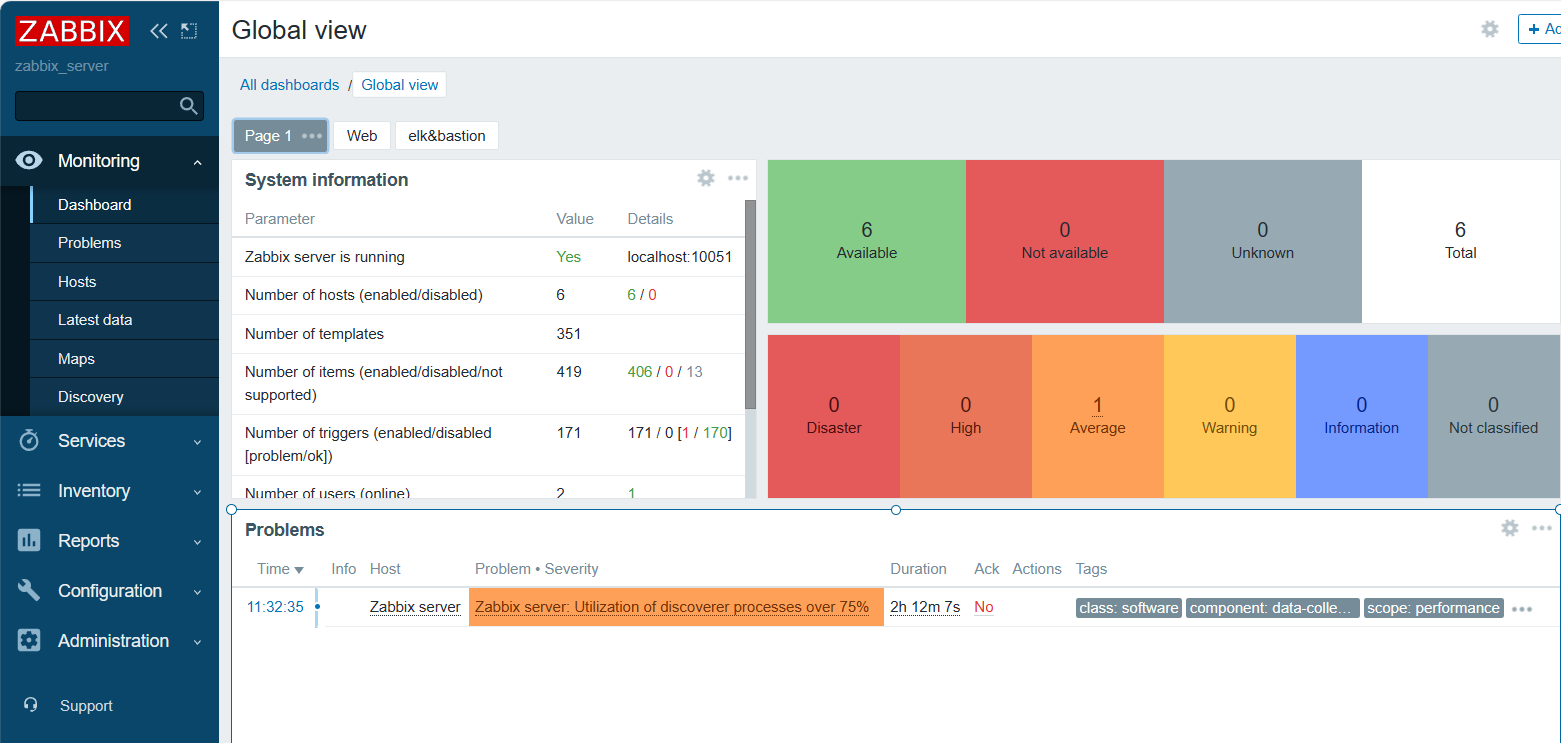 ZABBIX
zabbix_server
Monitoring
Dashboard
Problems
Hosts
Latest data
Maps
Discovery
Services
Inventory
Reports
Configuration
Administration
Support
Global view
All dashboards / Global view
Page 1 Web elk&bastion
System information
Parameter Value Details
Zabbix server is running Yes localhost:10051
Number of hosts (enabled/disabled) 6 6 / 0
Number of templates 351
Number of items (enabled/disabled/not 419 406 / 0 / 13
supported)
Number of triggers (enabled/disabled 171 171 / 0 [1 / 170]
[problem/ok])
Number of users (online) 2 1
6 0 0 6
Available Not available Unknown Total
0 0 1 0 0 0
Disaster High Average Warning Information Not classified
Problems
Time Info Host Problem • Severity Duration Ack Actions Tags
11:32:35 Zabbix server Zabbix server: Utilization of discoverer processes over 75% 2h 12m 7s No class: software component: data-colle... scope: performance